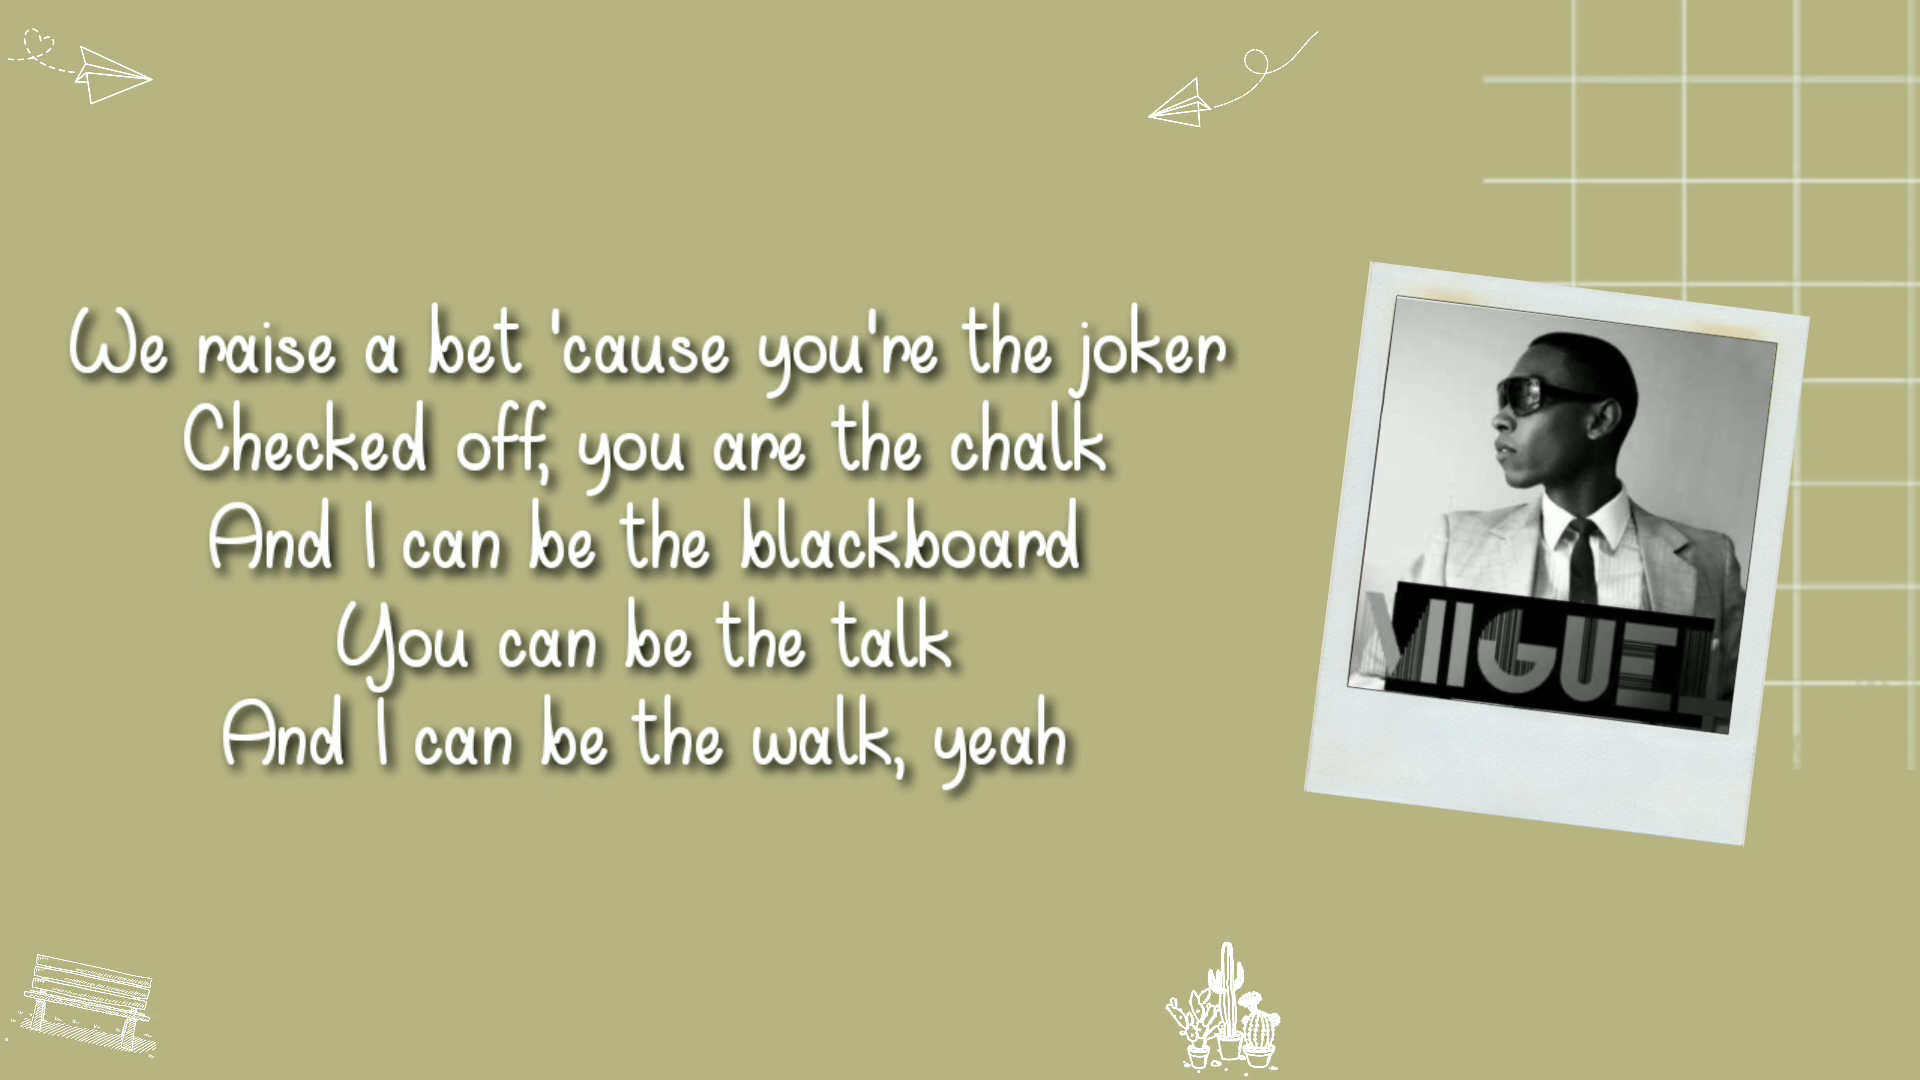 We raise a bet 'cause you're the joker
Checked off, you are the chalk
And I can be the blackboard
You can be the talk
And I can be the walk, yeah
MIGUEL